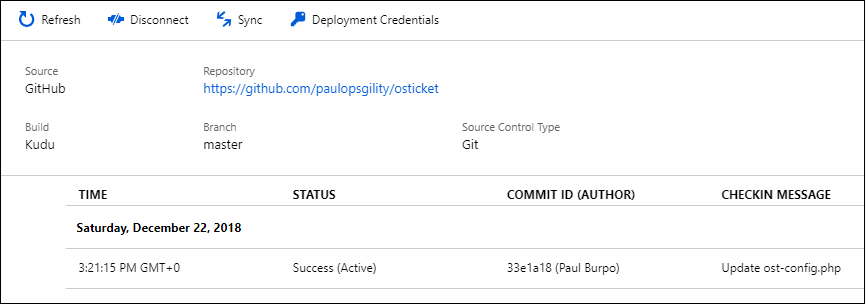 Refresh Disconnect Sync Deployment Credentials
Source Repository
GitHub https://github.com/paulopsgility/osticket
Build Branch Source Control Type
Kudu master Git
TIME STATUS COMMIT ID (AUTHOR) CHECKIN MESSAGE
Saturday, December 22, 2018
3:21:15 PM GMT+0 Success (Active) 33e1a18 (Paul Burpo) Update ost-config.php